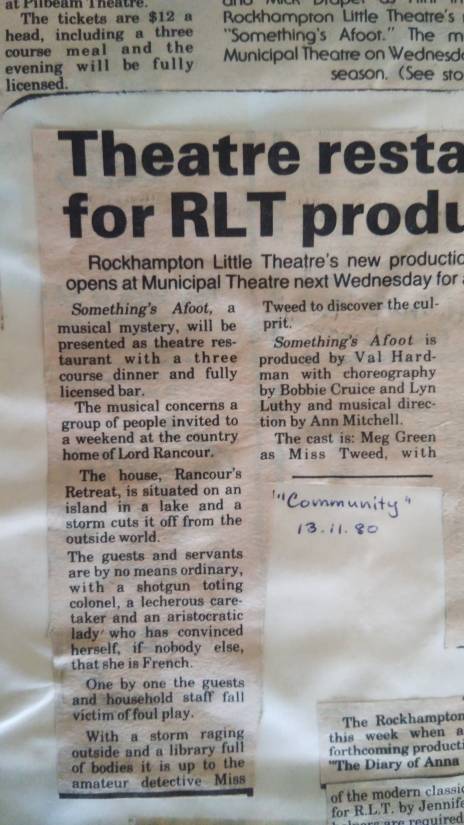 at Pilbeam Theatre.
The tickets are $12 a
head, including a three
course meal and the
evening will be fully
licensed.
Rockhampton Little Theatre's
"Something's Afoot." The m
Municipal Theatre on Wednesd
season. (See sto
Theatre resta
for RLT produ
Rockhampton Little Theatre's new productio
opens at Municipal Theatre next Wednesday for a
Something's Afoot, a
musical mystery, will be
presented as theatre res-
taurant with a three
course dinner and fully
licensed bar.
The musical concerns a
group of people invited to
a weekend at the country
home of Lord Rancour.
The house, Rancour's
Retreat, is situated on an
island in a lake and a
storm cuts it off from the
outside world.
The guests and servants
are by no means ordinary,
with a shotgun toting
colonel, a lecherous care-
taker and an aristocratic
lady who has convinced
herself, if nobody else,
that she is French.
One by one the guests
and household staff fall
victim of foul play.
With a storm raging
outside and a library full
of bodies it is up to the
amateur detective Miss
Tweed to discover the cul-
prit.
Something's Afoot is
produced by Val Hard-
man with choreography
by Bobbie Cruice and Lyn
Luthy and musical direc-
tion by Ann Mitchell.
The cast is: Meg Green
as Miss Tweed, with
"Community"
13.11.80
The Rockhampton
this week when a
forthcoming producti
"The Diary of Anna
of the modern classic
for R.L.T. by Jennife
are required